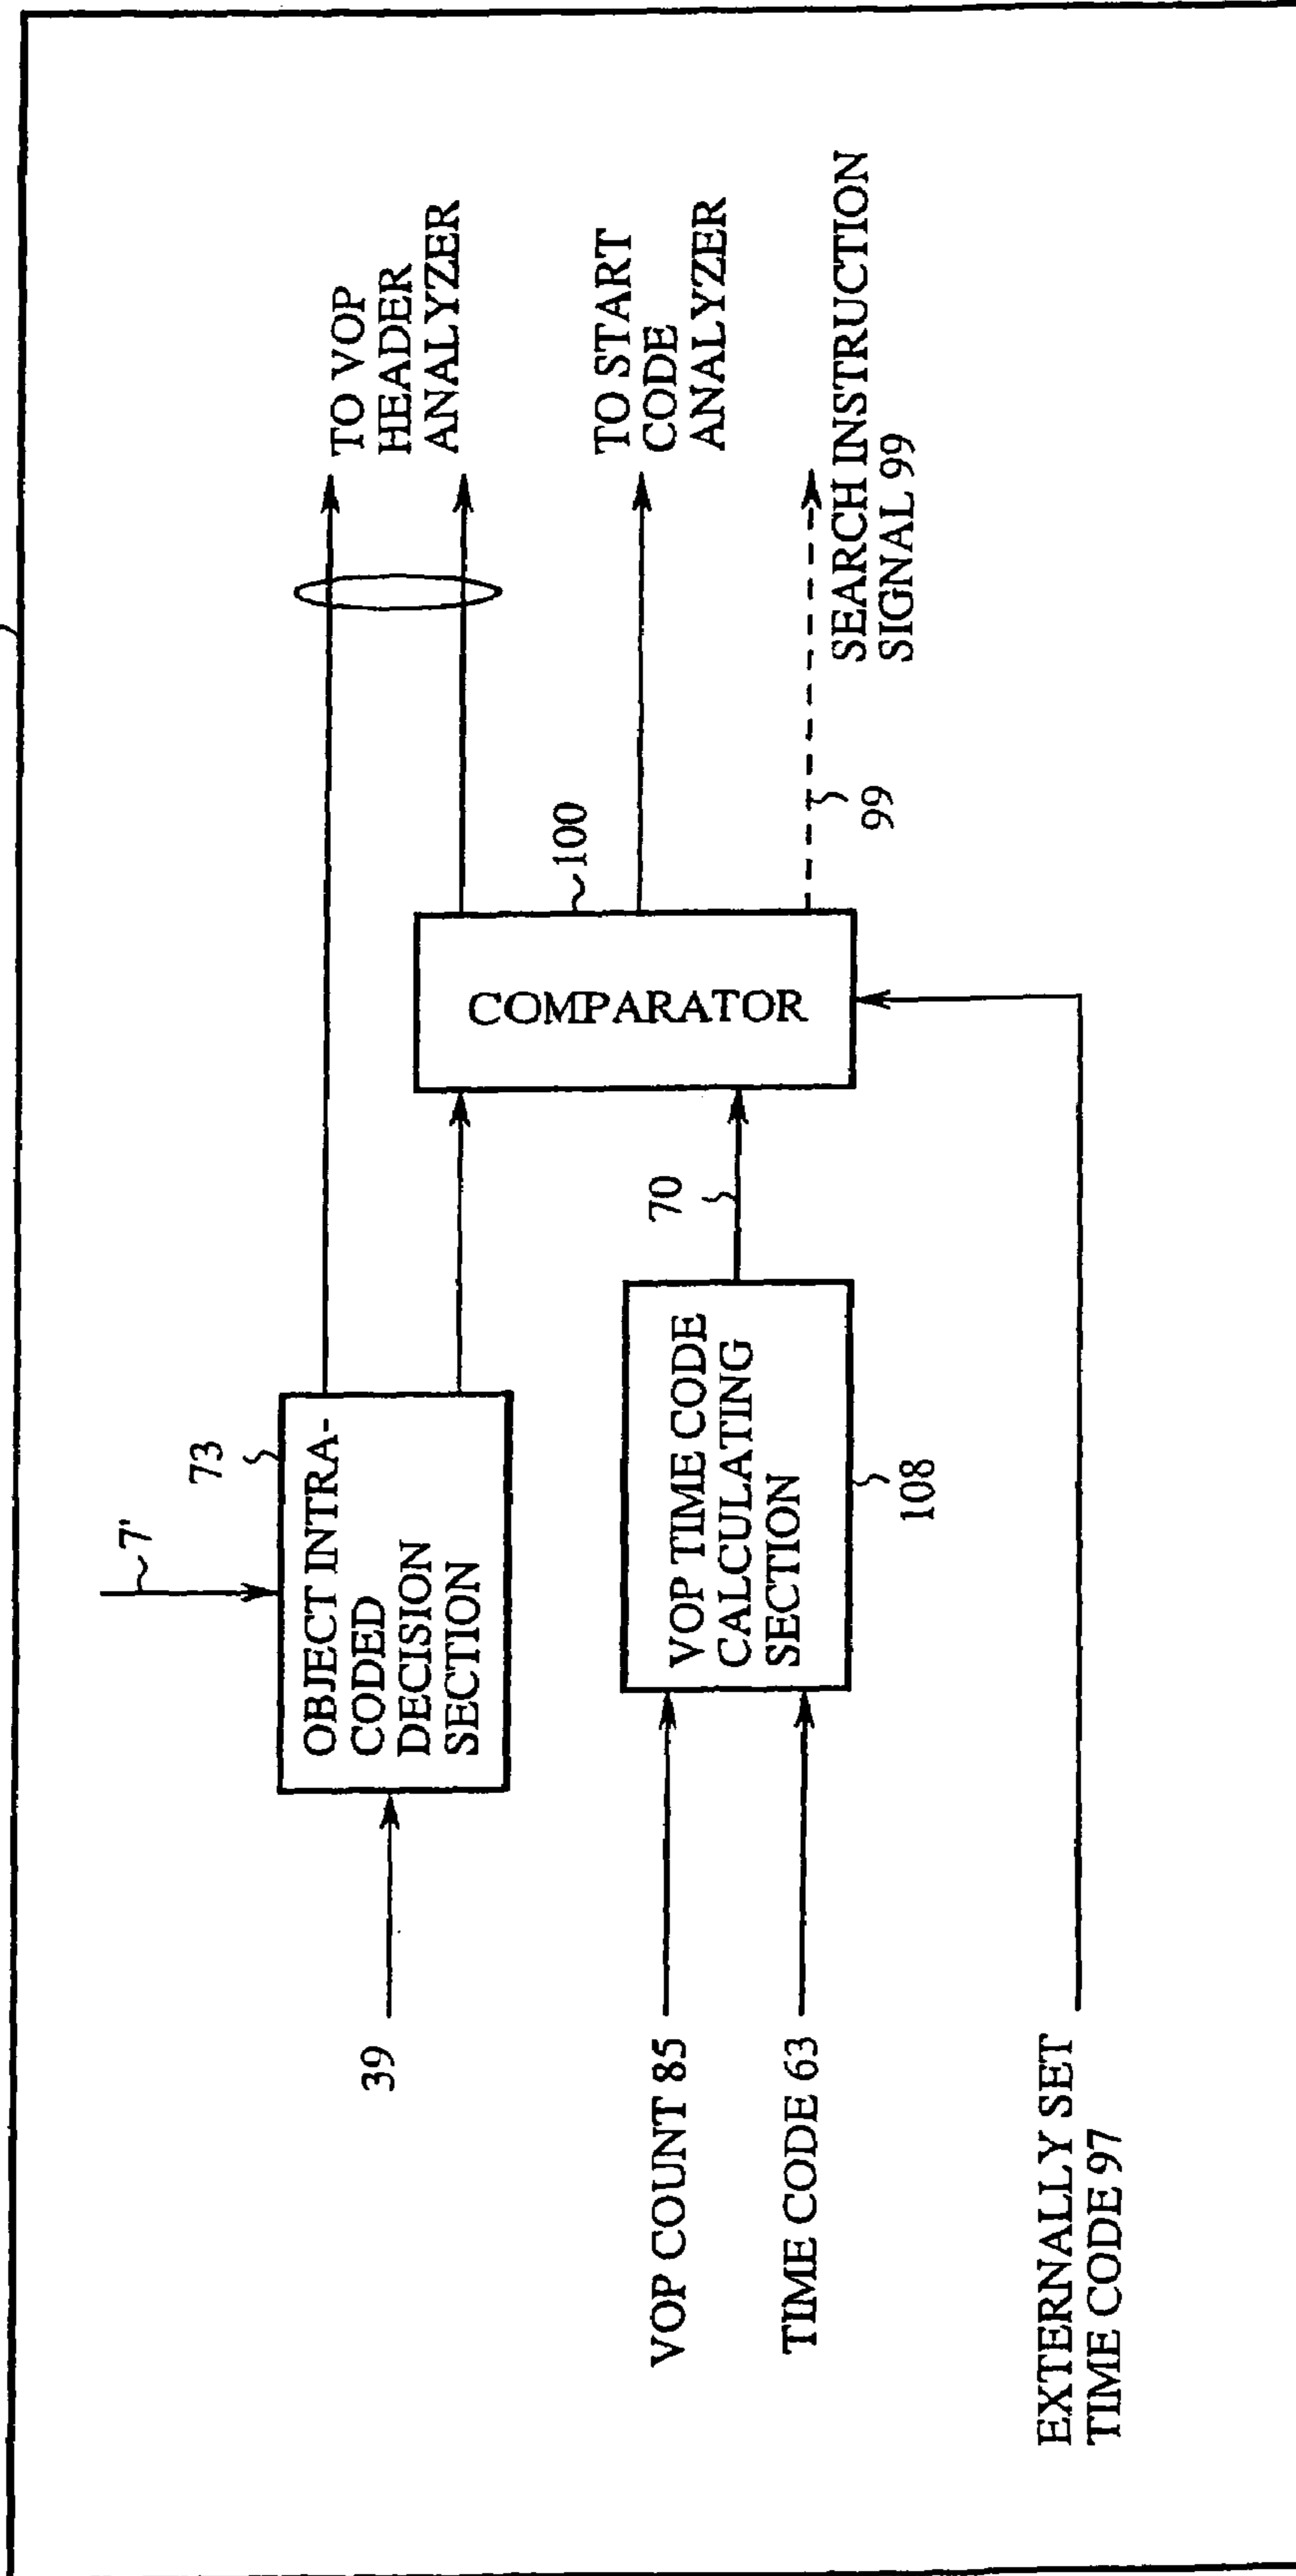 7'
73
39
OBJECT INTRA-
CODED
DECISION
SECTION
TO VOP
HEADER
ANALYZER
100
COMPARATOR
TO START
CODE
ANALYZER
VOP COUNT 85
TIME CODE 63
VOP TIME CODE
CALCULATING
SECTION
108
70
99
SEARCH INSTRUCTION
SIGNAL 99
EXTERNALLY SET
TIME CODE 97